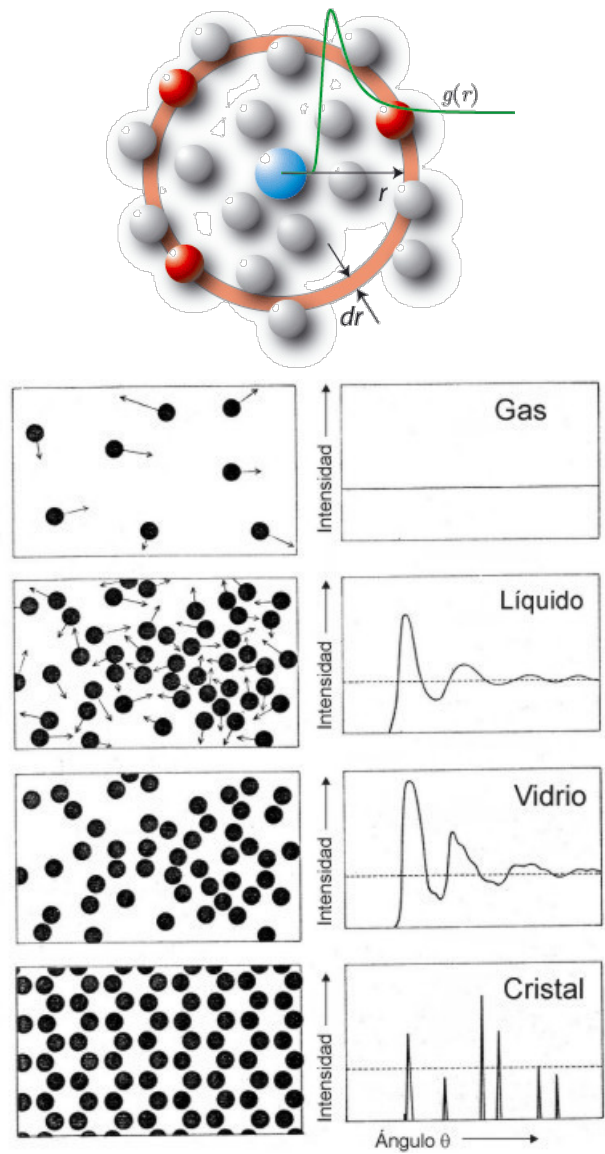 g(r)
r
dr
Intensidad
Gas
Intensidad
Líquido
Intensidad
Vidrio
Intensidad
Cristal
Ángulo θ